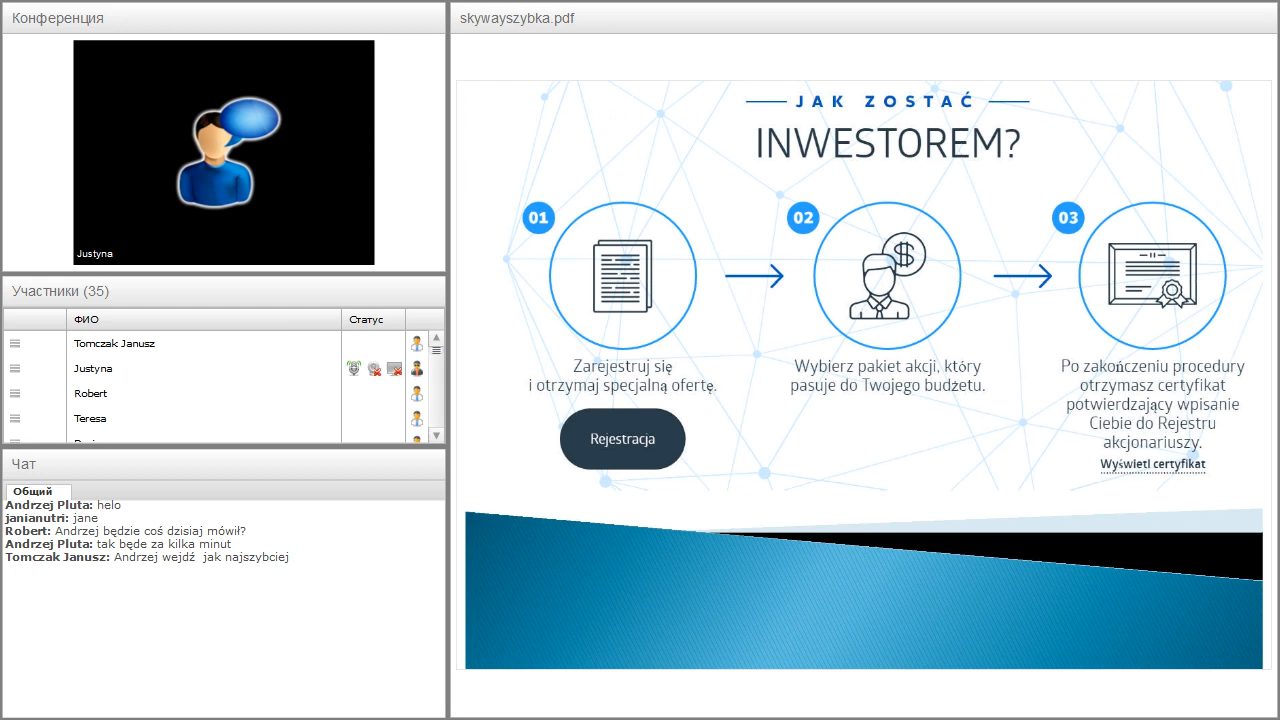 Конференция
Justyna
Участники (35)
ФИО Статус
Tomczak Janusz
Justyna
Robert
Teresa
Чат
Общий
Andrzej Pluta: helo
janianutri: jane
Robert: Andrzej będzie coś dzisiaj mówił?
Andrzej Pluta: tak będe za kilka minut
Tomczak Janusz: Andrzej wejdź  jak najszybciej
skywayszybka.pdf
JAK ZOSTAĆ
INWESTOREM?
01
Zarejestruj się
i otrzymaj specjalną ofertę.
Rejestracja
02
Wybierz pakiet akcji, który
pasuje do Twojego budżetu.
03
Po zakończeniu procedury
otrzymasz certyfikat
potwierdzający wpisanie
Ciebie do Rejestru
akcjonariuszy.
Wyświetl certyfikat